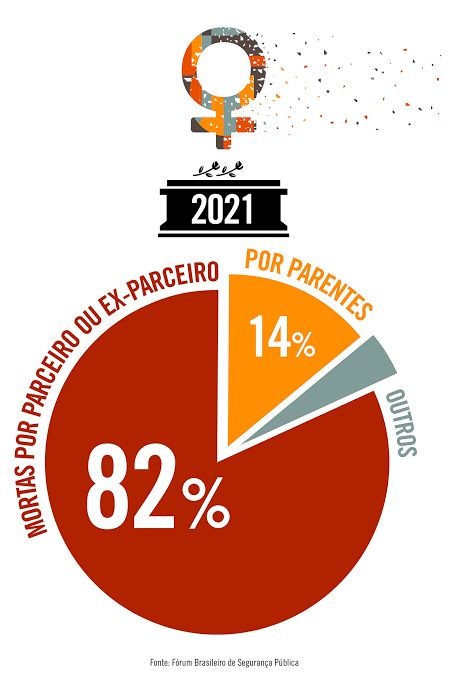 2021
MORTAS POR PARCEIRO OU EX-PARCEIRO
82%
POR PARENTES
14%
OUTROS
Fonte: Fórum Brasileiro de Segurança Pública